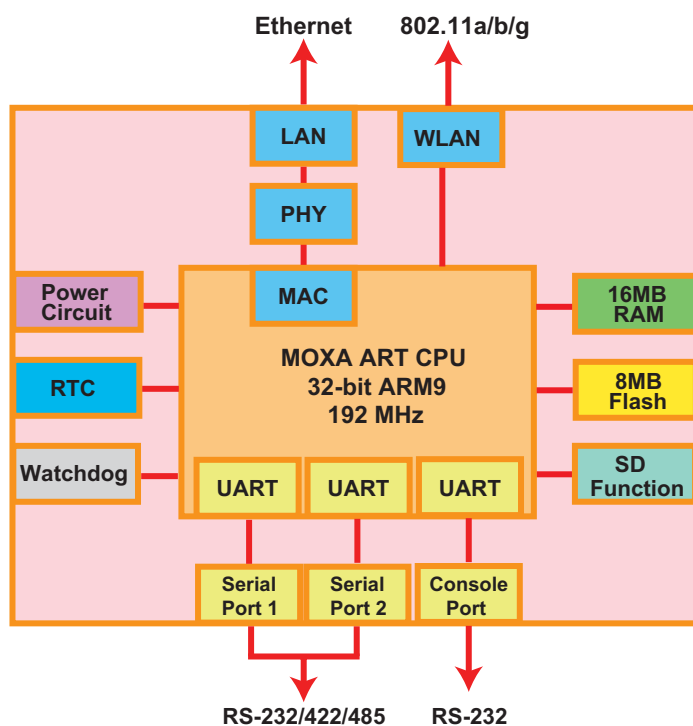 Ethernet
802.11a/b/g
LAN
WLAN
PHY
Power
Circuit
MAC
16MB
RAM
MOXA ART CPU
32-bit ARM9
192 MHz
RTC
8MB
Flash
Watchdog
SD
Function
UART
UART
UART
Serial
Port 1
Serial
Port 2
Console
Port
RS-232/422/485
RS-232